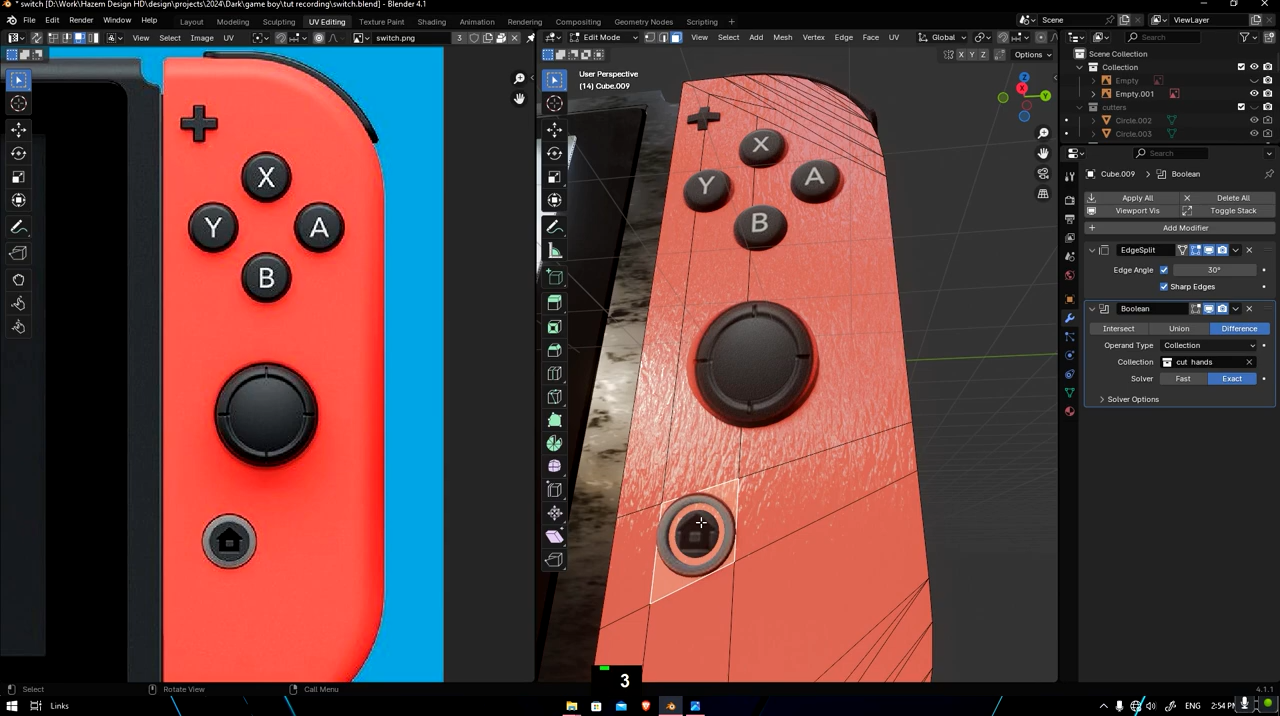 * switch [D:\Work\Hazem Design HD\design\projects\2024\Dark\game boy\tut recording\switch.blend] - Blender 4.1
File Edit Render Window Help Layout Modeling Sculpting UV Editing Texture Paint Shading Animation Rendering Compositing Geometry Nodes Scripting Scene ViewLayer
View Select Image UV switch.png 3 Edit Mode View Select Add Mesh Vertex Edge Face UV Global Search
X Y Z Options
User Perspective
(14) Cube.009
Scene Collection
Collection
Empty
Empty.001
cutters
Circle.002
Circle.003
Z
X
Y
Search
Cube.009 > Boolean
Apply All Delete All
Viewport Vis Toggle Stack
Add Modifier
EdgeSplit
Edge Angle 30°
Sharp Edges
Boolean
Intersect Union Difference
Operand Type Collection
Collection cut hands
Solver Fast Exact
Solver Options
X
Y A
B
X
Y A
B
3
Select Rotate View Call Menu 4.1.1
Links ENG 2:54 PM